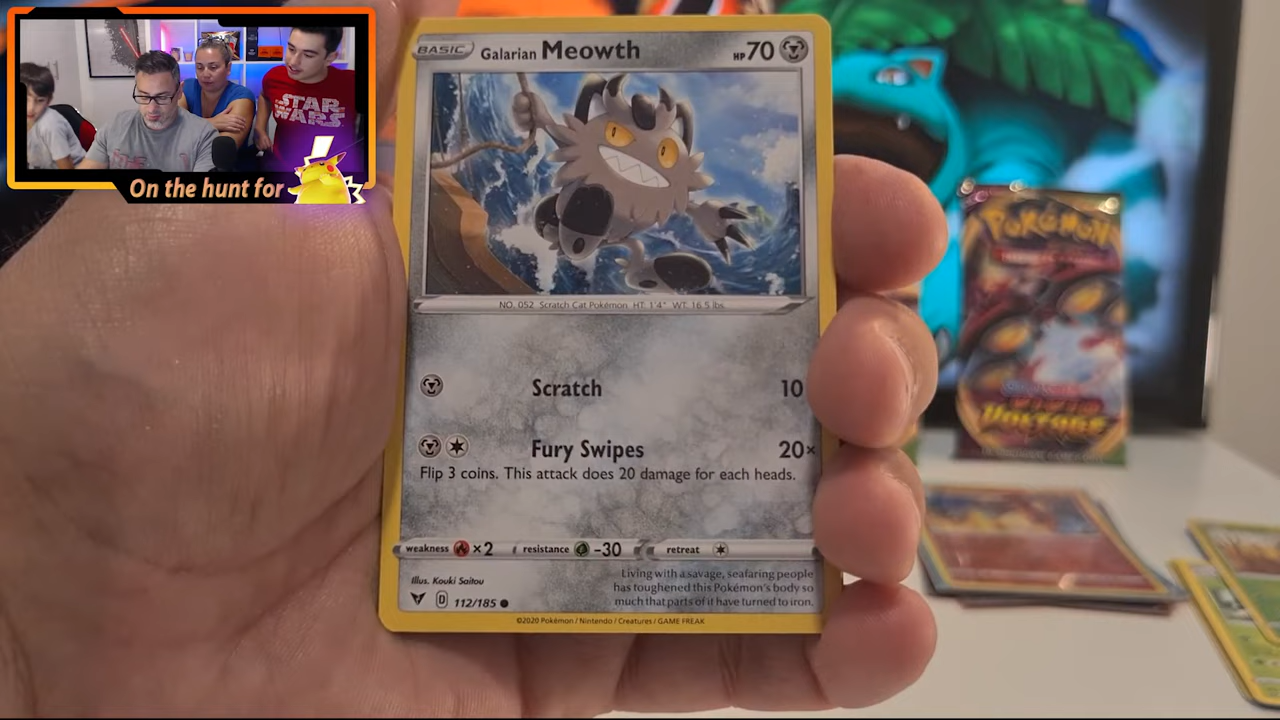 STAR
WARS
On the hunt for
BASIC Galarian Meowth HP 70
NO. 052 Scratch Cat Pokémon HT: 1'4" WT: 16.5 lbs.
Scratch 10
Fury Swipes 20×
Flip 3 coins. This attack does 20 damage for each heads.
weakness ×2 resistance -30 retreat
Illus. Kouki Saitou
Living with a savage, seafaring people
has toughened this Pokémon's body so
much that parts of it have turned to iron.
D 112/185
©2020 Pokémon / Nintendo / Creatures / GAME FREAK
POKÉMON
VOLTAGE